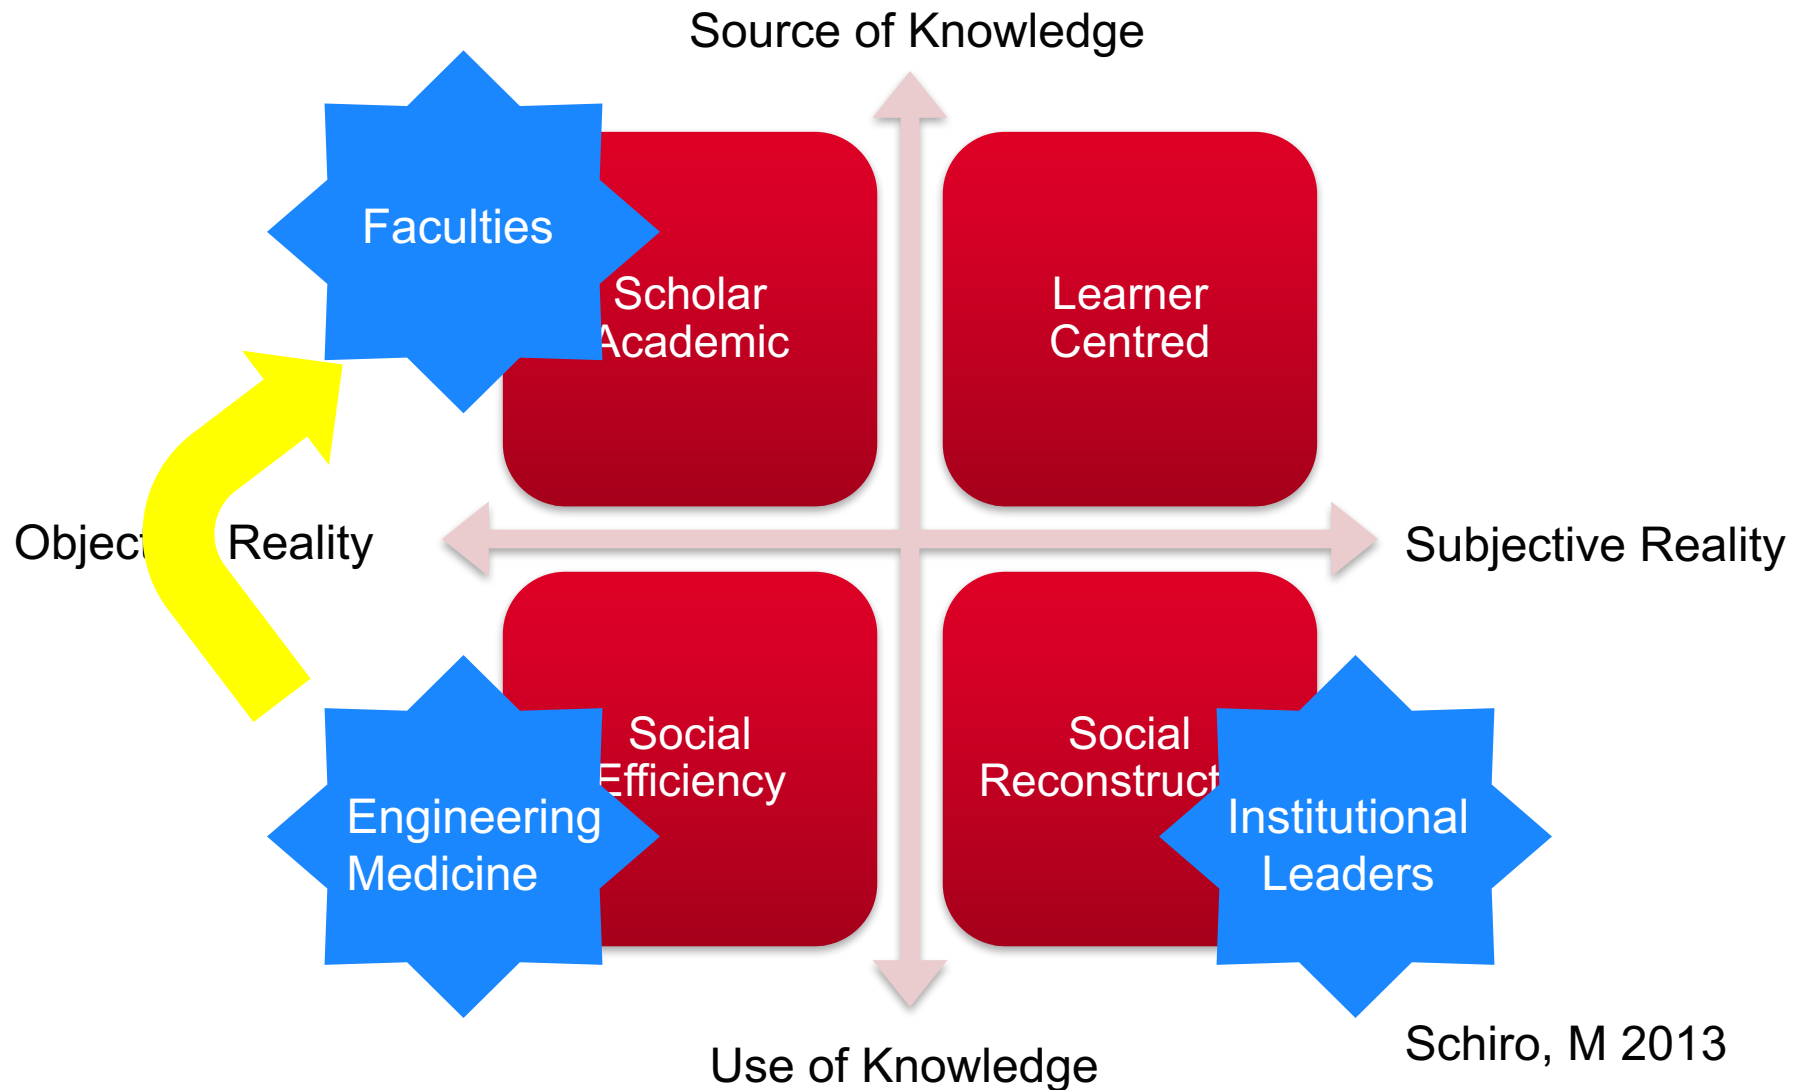 Source of Knowledge
Faculties
Scholar
Academic
Learner
Centred
Objec Reality
Subjective Reality
Social
Efficiency
Social
Reconstruct
Engineering
Medicine
Institutional
Leaders
Use of Knowledge
Schiro, M 2013